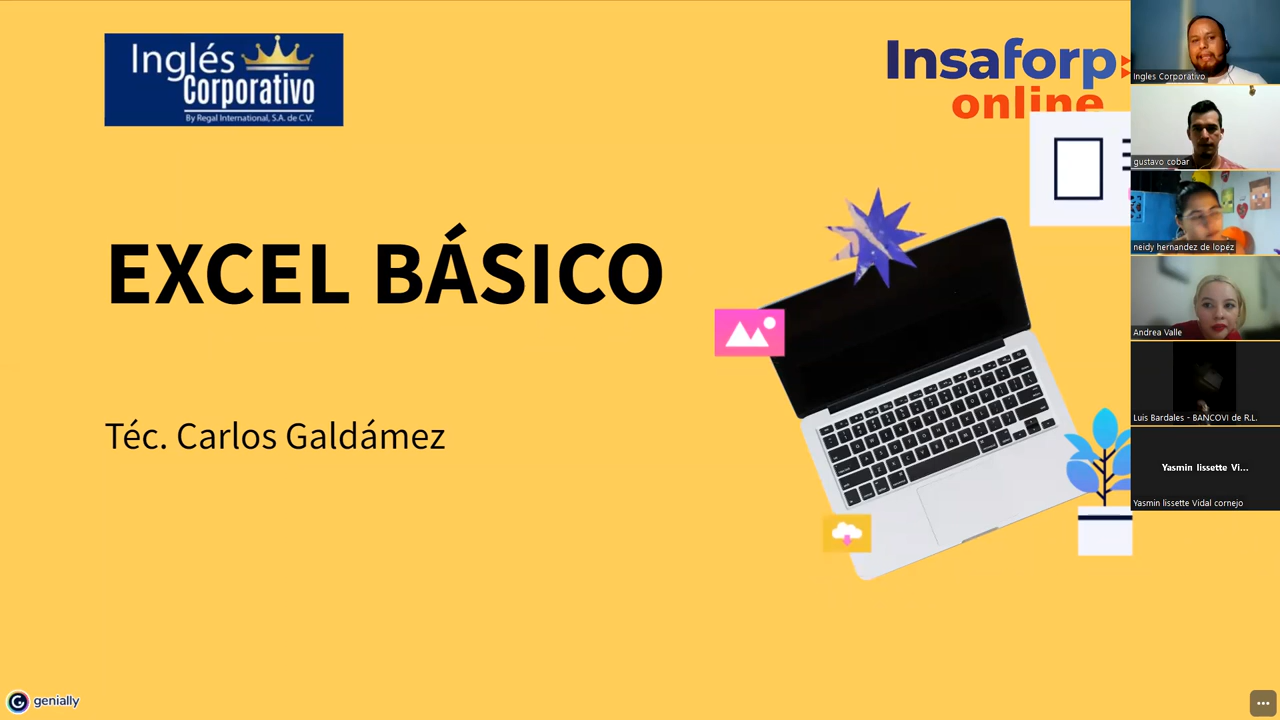 Inglés
Corporativo
By Regal International, S.A. de C.V.
Insaforp
online
EXCEL BÁSICO
Téc. Carlos Galdámez
genially
Ingles Corporativo
gustavo cobar
neidy hernandez de lopez
Andrea Valle
Luis Bardales - BANCOVI de R.L.
Yasmin lissette Vi...
Yasmin lissette Vidal cornejo